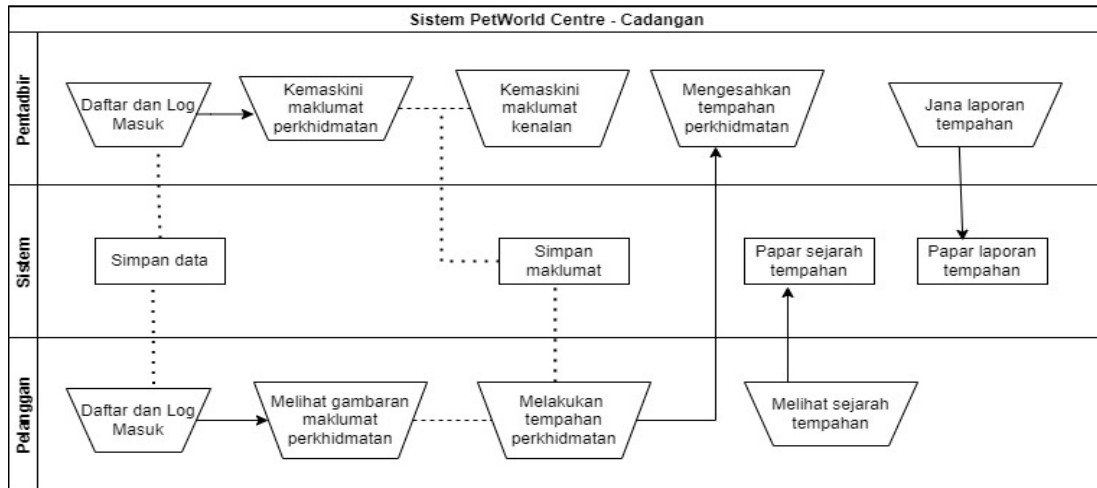 Sistem PetWorld Centre - Cadangan
Pentadbir
Daftar dan Log
Masuk
Kemaskini
maklumat
perkhidmatan
Kemaskini
maklumat
kenalan
Mengesahkan
tempahan
perkhidmatan
Jana laporan
tempahan
Sistem
Simpan data
Simpan
maklumat
Papar sejarah
tempahan
Papar laporan
tempahan
Pelanggan
Daftar dan Log
Masuk
Melihat gambaran
maklumat
perkhidmatan
Melakukan
tempahan
perkhidmatan
Melihat sejarah
tempahan